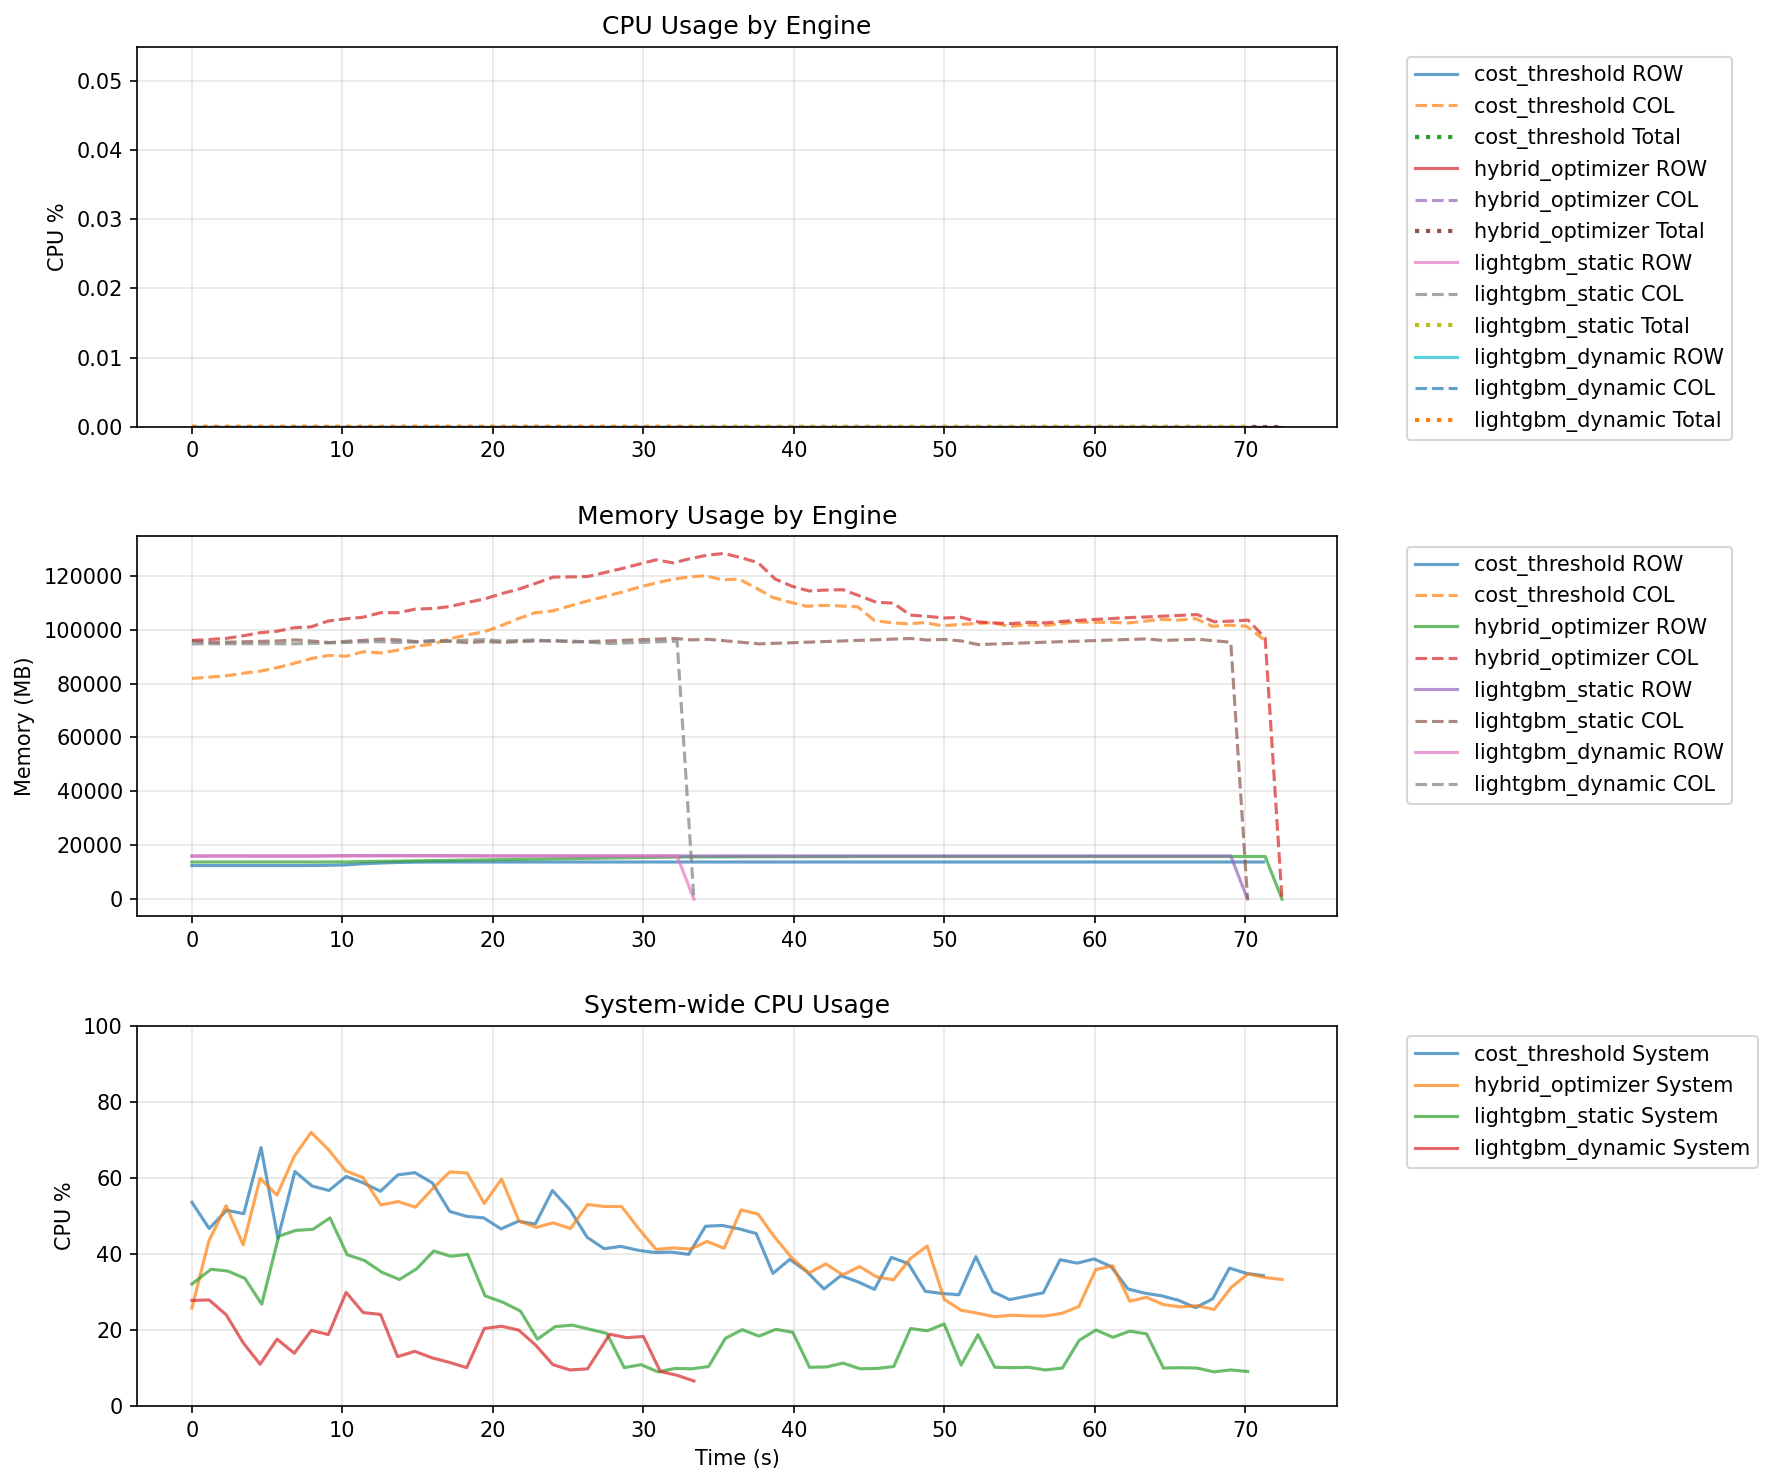 CPU Usage by Engine
CPU %
0.05
0.04
0.03
0.02
0.01
0.00
0 10 20 30 40 50 60 70
cost_threshold ROW
cost_threshold COL
cost_threshold Total
hybrid_optimizer ROW
hybrid_optimizer COL
hybrid_optimizer Total
lightgbm_static ROW
lightgbm_static COL
lightgbm_static Total
lightgbm_dynamic ROW
lightgbm_dynamic COL
lightgbm_dynamic Total
Memory Usage by Engine
Memory (MB)
120000
100000
80000
60000
40000
20000
0
0 10 20 30 40 50 60 70
cost_threshold ROW
cost_threshold COL
hybrid_optimizer ROW
hybrid_optimizer COL
lightgbm_static ROW
lightgbm_static COL
lightgbm_dynamic ROW
lightgbm_dynamic COL
System-wide CPU Usage
CPU %
100
80
60
40
20
0
0 10 20 30 40 50 60 70
Time (s)
cost_threshold System
hybrid_optimizer System
lightgbm_static System
lightgbm_dynamic System